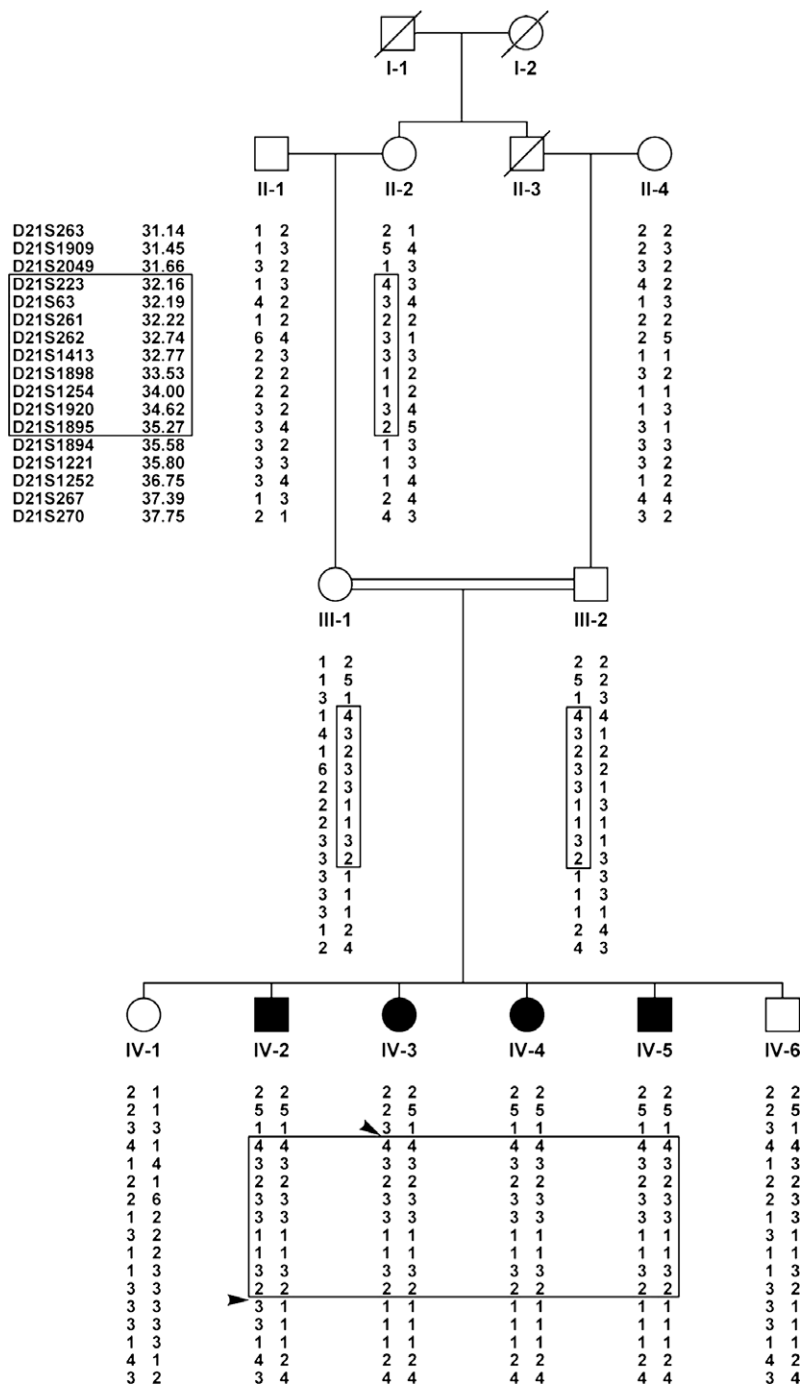 I-1 I-2
II-1 II-2 II-3 II-4
D21S263 31.14 1 2 2 1 2 2
D21S1909 31.45 1 3 5 4 2 3
D21S2049 31.66 3 2 1 3 3 2
D21S223 32.16 1 3 4 3 4 2
D21S63 32.19 4 2 3 4 1 3
D21S261 32.22 1 2 2 2 2 2
D21S262 32.74 6 4 3 1 2 5
D21S1413 32.77 2 3 3 3 1 1
D21S1898 33.53 2 2 1 2 3 2
D21S1254 34.00 2 2 1 2 1 1
D21S1920 34.62 3 2 3 4 1 3
D21S1895 35.27 3 4 2 5 3 1
D21S1894 35.58 3 2 1 3 3 3
D21S1221 35.80 3 3 1 3 3 2
D21S1252 36.75 3 4 1 4 1 2
D21S267 37.39 1 3 2 4 4 4
D21S270 37.75 2 1 4 3 3 2
III-1 III-2
1 2 2 2
1 5 5 2
3 1 1 3
1 4 4 4
4 3 3 1
1 2 2 2
6 3 3 2
2 3 3 1
2 1 1 3
2 1 1 1
3 3 3 1
3 2 2 3
3 1 1 3
3 1 1 3
3 1 1 1
1 2 2 4
2 4 4 3
IV-1 IV-2 IV-3 IV-4 IV-5 IV-6
2 1 2 2 2 2 2 2 2 2 2 2
2 1 5 5 2 5 5 5 5 5 2 5
3 3 1 1 3 1 1 1 1 1 3 1
4 1 4 4 4 4 4 4 4 4 4 4
1 4 3 3 3 3 3 3 3 3 1 3
2 1 2 2 2 2 2 2 2 2 2 2
2 6 3 3 3 3 3 3 3 3 2 3
1 2 3 3 3 3 3 3 3 3 1 3
3 2 1 1 1 1 1 1 1 1 3 1
1 2 1 1 1 1 1 1 1 1 1 1
1 3 3 3 3 3 3 3 3 3 1 3
3 3 2 2 2 2 2 2 2 2 3 2
3 3 3 1 1 1 1 1 1 1 3 1
3 3 3 1 1 1 1 1 1 1 3 1
1 3 1 1 1 1 1 1 1 1 1 1
4 1 4 2 2 2 2 2 2 2 4 2
3 2 3 4 4 4 4 4 4 4 3 4